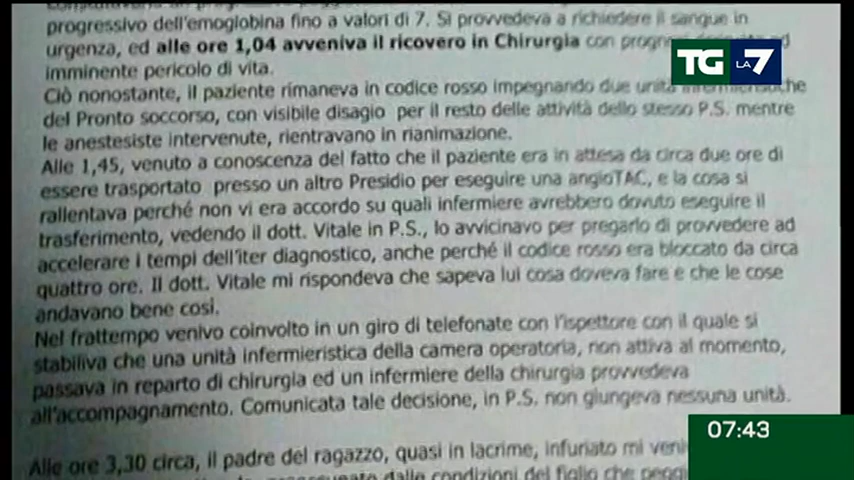 progressivo dell'emoglobina fino a valori di 7. Si provvedeva a richiedere il sangue in
urgenza, ed alle ore 1,04 avveniva il ricovero in Chirurgia con
imminente pericolo di vita.
Ciò nonostante, il paziente rimaneva in codice rosso impegnando due unità infermieristiche
del Pronto soccorso, con visibile disagio per il resto delle attività dello stesso P.S. mentre
le anestesiste intervenute, rientravano in rianimazione.
Alle 1,45, venuto a conoscenza del fatto che il paziente era in attesa da circa due ore di
essere trasportato presso un altro Presidio per eseguire una angioTAC, e la cosa si
rallentava perché non vi era accordo su quali infermiere avrebbero dovuto eseguire il
trasferimento, vedendo il dott. Vitale in P.S., lo avvicinavo per pregarlo di provvedere ad
accelerare i tempi dell'iter diagnostico, anche perché il codice rosso era bloccato da circa
quattro ore. Il dott. Vitale mi rispondeva che sapeva lui cosa doveva fare e che le cose
andavano bene così.
Nel frattempo venivo coinvolto in un giro di telefonate con l'ispettore con il quale si
stabiliva che una unità infermieristica della camera operatoria, non attiva al momento,
passava in reparto di chirurgia ed un infermiere della chirurgia provvedeva
all'accompagnamento. Comunicata tale decisione, in P.S. non giungeva nessuna unità.
Alle ore 3,30 circa, il padre del ragazzo, quasi in lacrime, infuriato mi
dalle condizioni del figlio che
TG LA7
07:43